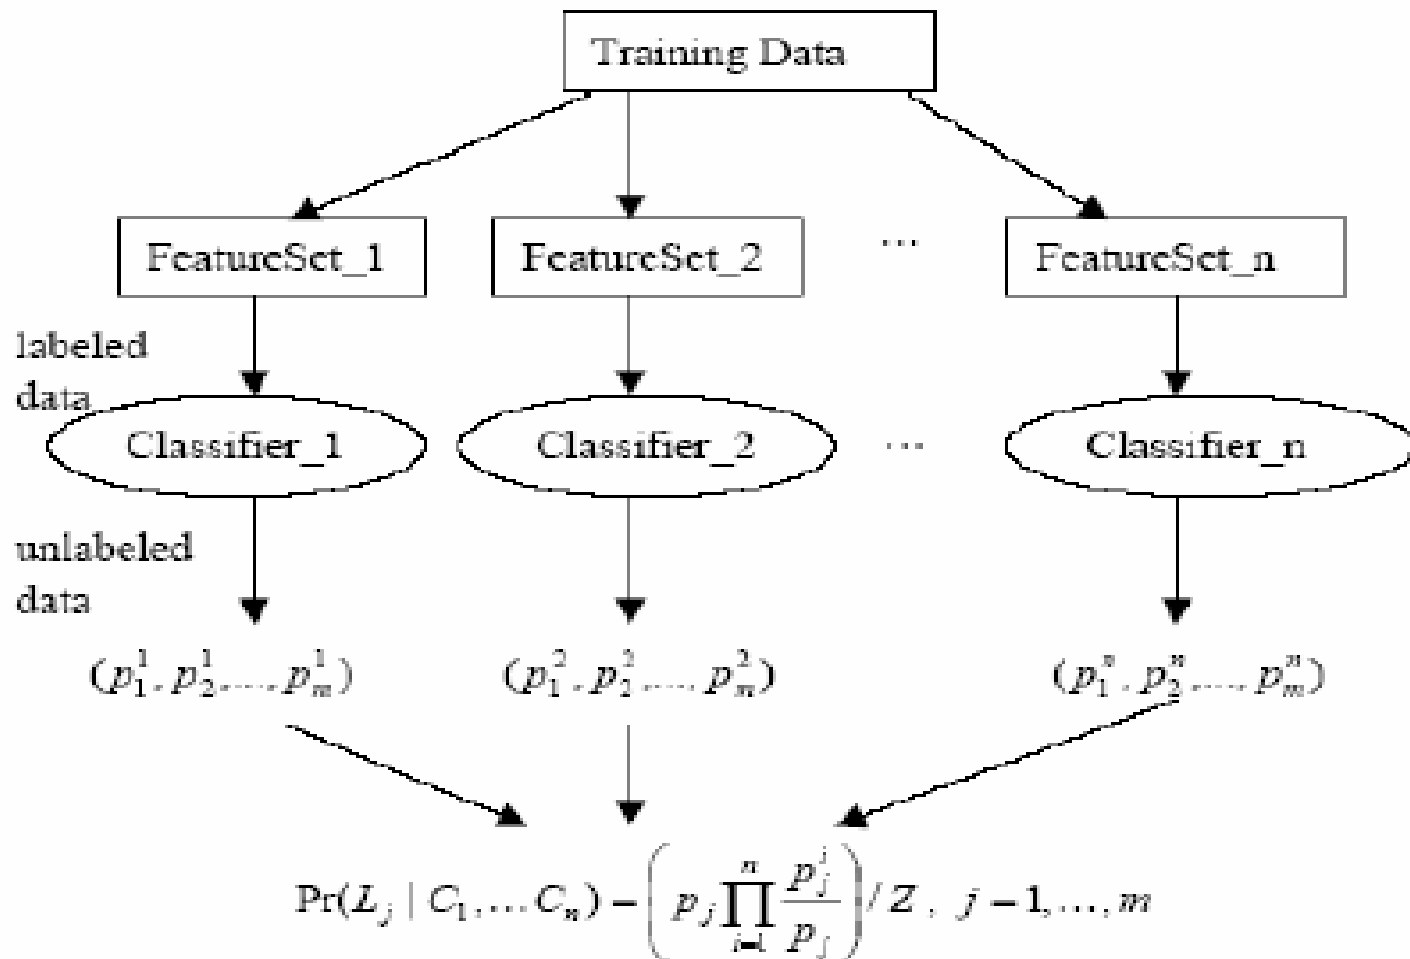 Training Data
FeatureSet_1 FeatureSet_2 ... FeatureSet_n
labeled
data
Classifier_1 Classifier_2 ... Classifier_n
unlabeled
data
(p_1^1, p_2^1, ..., p_m^1) (p_1^2, p_2^2, ..., p_m^2) (p_1^n, p_2^n, ..., p_m^n)
Pr(L_j | C_1, ... C_n) = ( p_j ∏_{i=1}^{n} p_j^i / p_j ) / Z , j = 1, ..., m